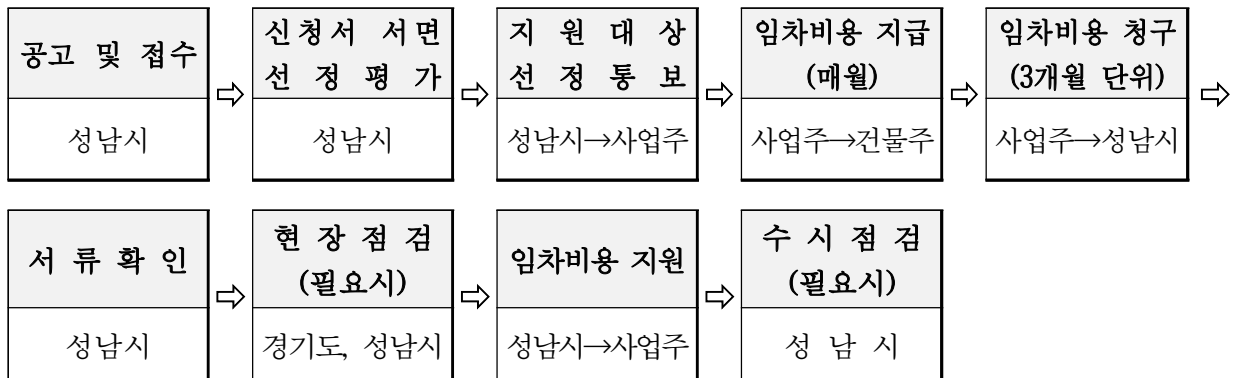 공고 및 접수
성남시
⇨
신청서 서면
선 정 평 가
성남시
⇨
지 원 대 상
선 정 통 보
성남시→사업주
⇨
임차비용 지급
(매월)
사업주→건물주
⇨
임차비용 청구
(3개월 단위)
사업주→성남시
⇨
서 류 확 인
성남시
⇨
현 장 점 검
(필요시)
경기도, 성남시
⇨
임차비용 지원
성남시→사업주
⇨
수 시 점 검
(필요시)
성 남 시